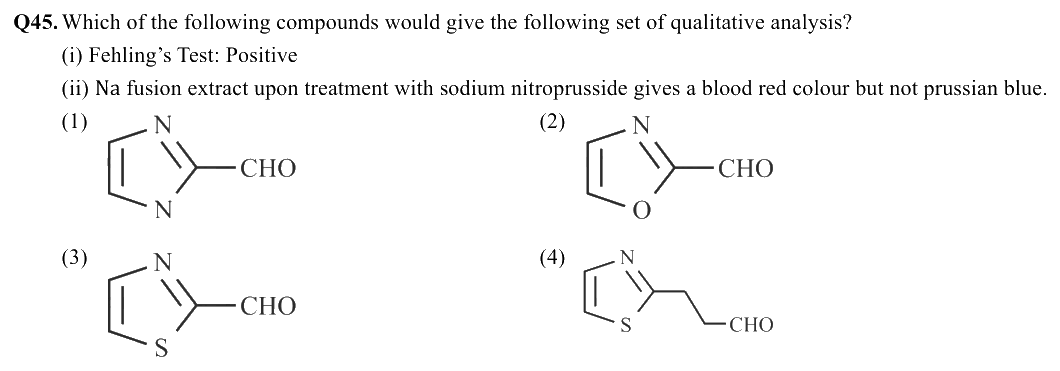 Q45. Which of the following compounds would give the following set of qualitative analysis?
(i) Fehling’s Test: Positive
(ii) Na fusion extract upon treatment with sodium nitroprusside gives a blood red colour but not prussian blue.
(1) N N CHO
(2) N O CHO
(3) N S CHO
(4) N S CHO